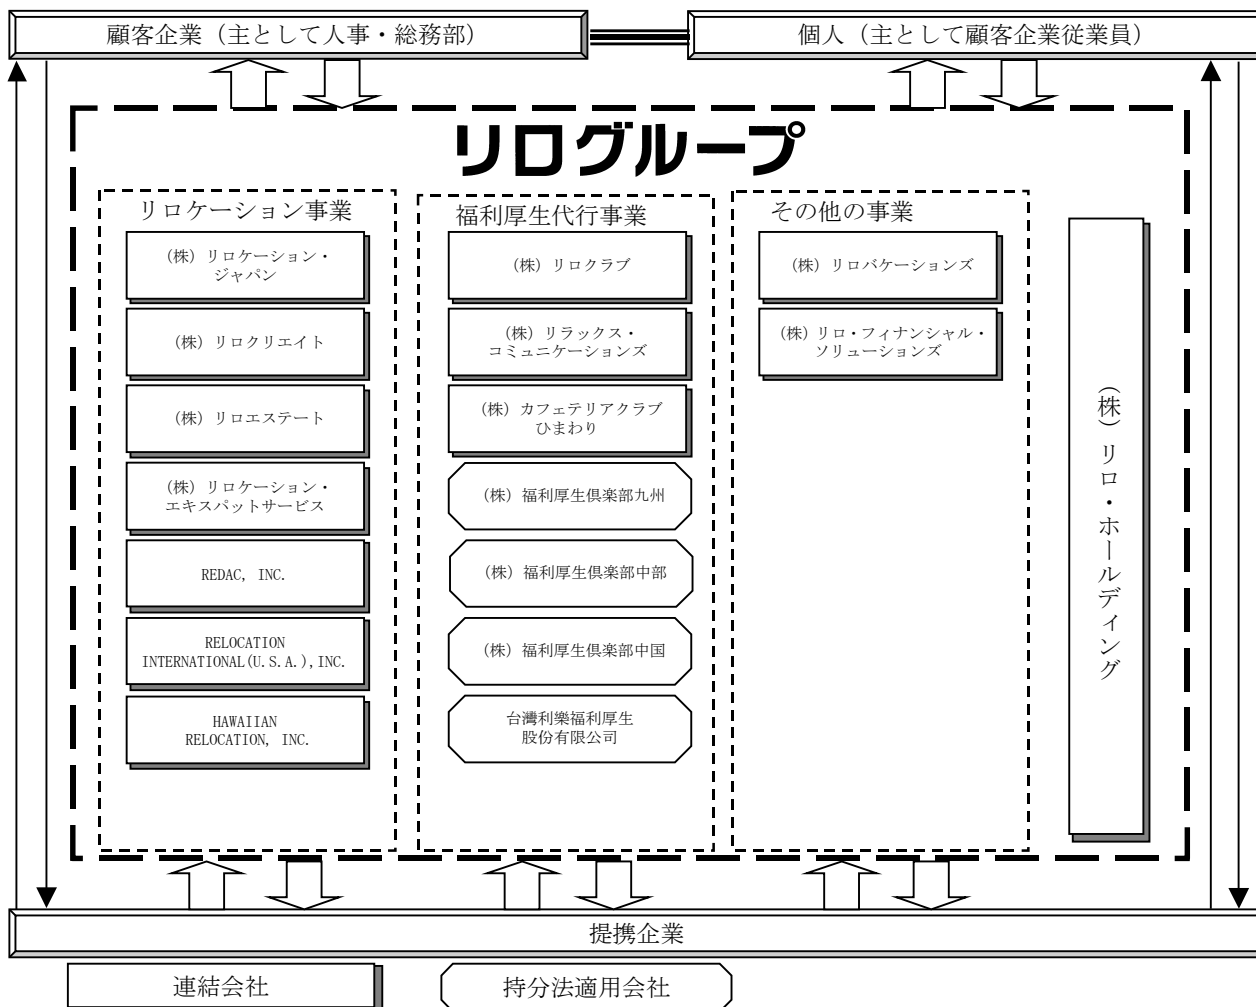 顧客企業（主として人事・総務部）
個人（主として顧客企業従業員）
リログループ
リロケーション事業
（株）リロケーション・
ジャパン
（株）リロクリエイト
（株）リロエステート
（株）リロケーション・
エキスパットサービス
REDAC, INC.
RELOCATION
INTERNATIONAL(U.S.A.),INC.
HAWAIIAN
RELOCATION, INC.
福利厚生代行事業
（株）リロクラブ
（株）リラックス・
コミュニケーションズ
（株）カフェテリアクラブ
ひまわり
（株）福利厚生倶楽部九州
（株）福利厚生倶楽部中部
（株）福利厚生倶楽部中国
台灣利樂福利厚生
股份有限公司
その他の事業
（株）リロバケーションズ
（株）リロ・フィナンシャル・
ソリューションズ
（株）リロ・ホールディング
提携企業
連結会社
持分法適用会社